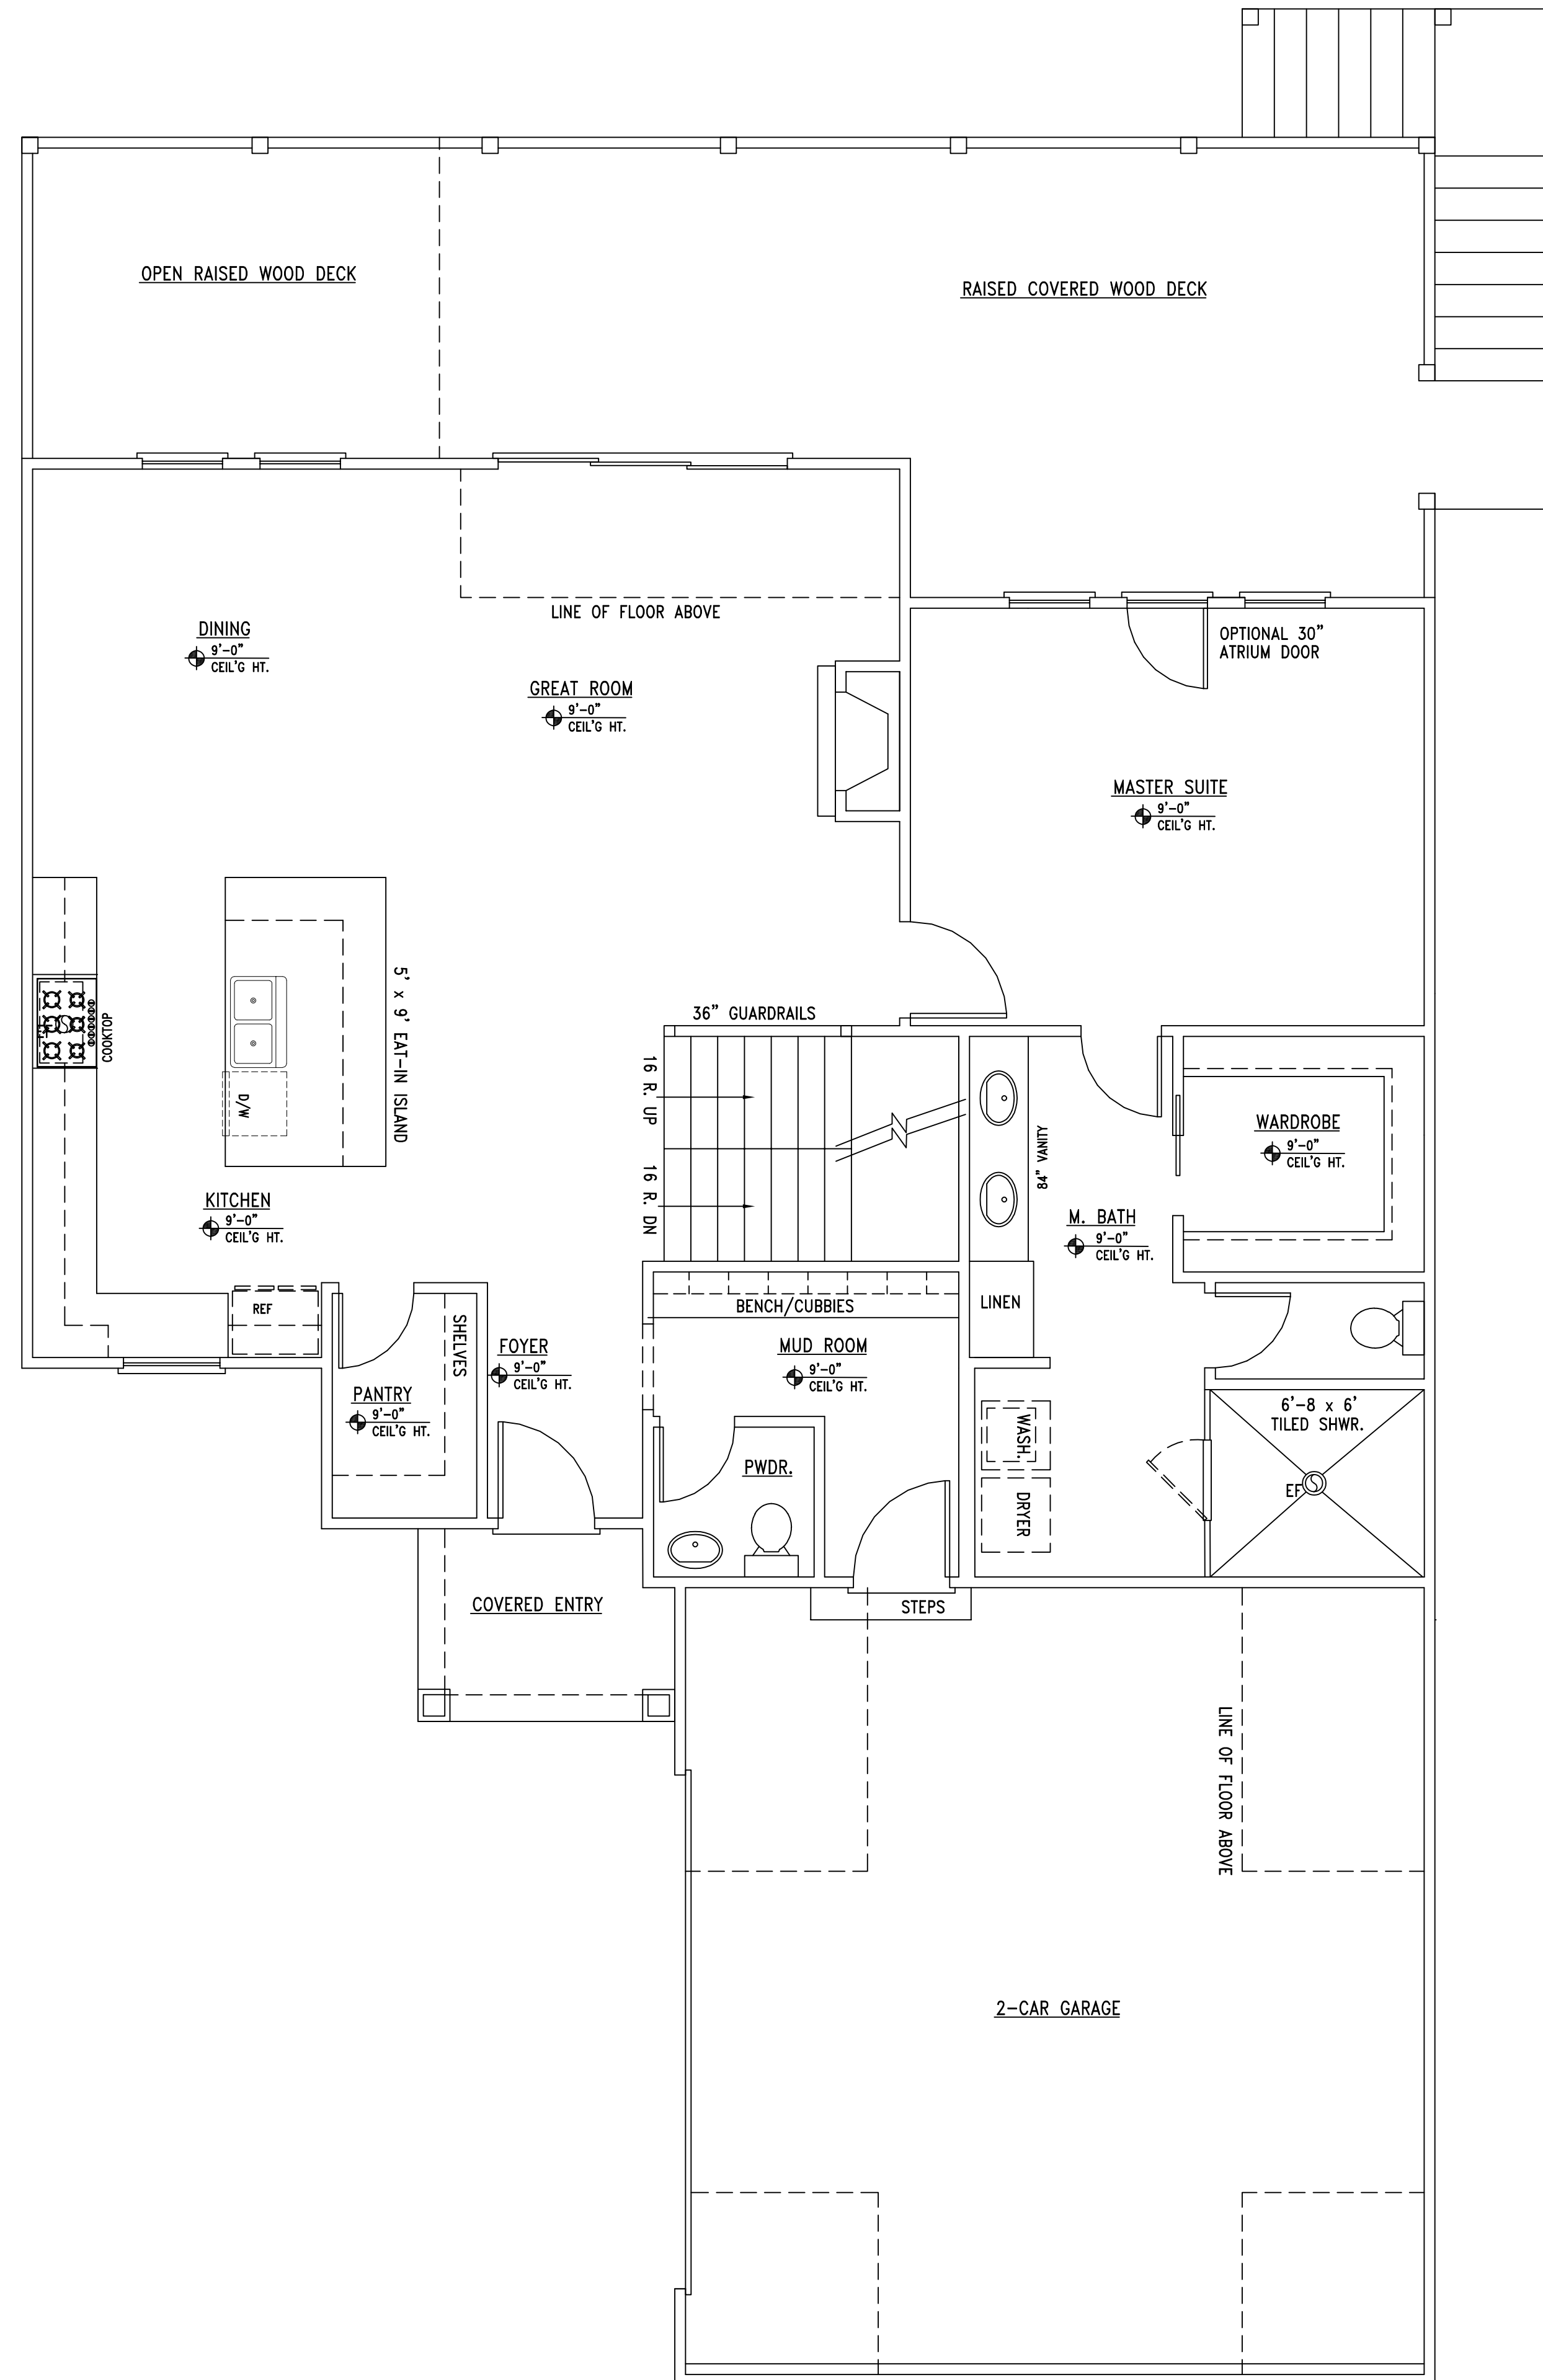 OPEN RAISED WOOD DECK
RAISED COVERED WOOD DECK
LINE OF FLOOR ABOVE
DINING
9'-0"
CEIL'G HT.
GREAT ROOM
9'-0"
CEIL'G HT.
OPTIONAL 30"
ATRIUM DOOR
MASTER SUITE
9'-0"
CEIL'G HT.
COOKTOP
D/W
5' x 9' EAT-IN ISLAND
36" GUARDRAILS
16 R. UP
16 R. DN
84" VANITY
WARDROBE
9'-0"
CEIL'G HT.
KITCHEN
9'-0"
CEIL'G HT.
M. BATH
9'-0"
CEIL'G HT.
REF
SHELVES
FOYER
9'-0"
CEIL'G HT.
BENCH/CUBBIES
LINEN
MUD ROOM
9'-0"
CEIL'G HT.
PANTRY
9'-0"
CEIL'G HT.
PWDR.
WASH.
DRYER
6'-8 x 6'
TILED SHWR.
EF
COVERED ENTRY
STEPS
LINE OF FLOOR ABOVE
2-CAR GARAGE